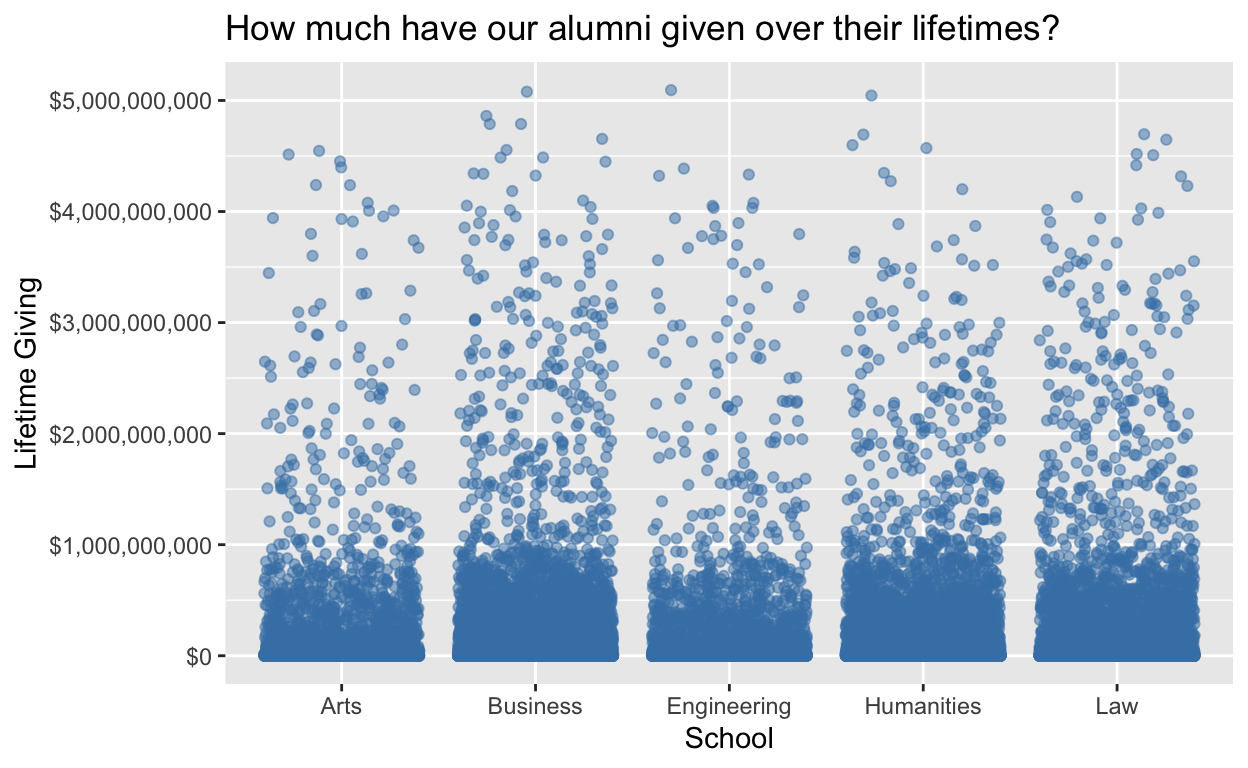 How much have our alumni given over their lifetimes?
$5,000,000,000
$4,000,000,000
$3,000,000,000
$2,000,000,000
$1,000,000,000
$0
Lifetime Giving
Arts Business Engineering Humanities Law
School